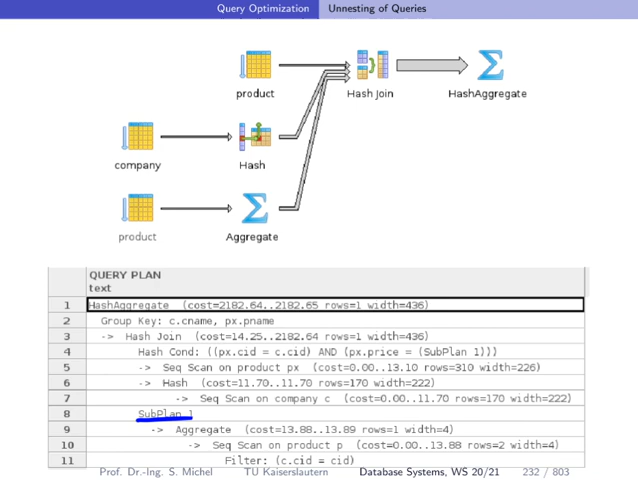 Query Optimization Unnesting of Queries
product
Hash Join
HashAggregate
company
Hash
product
Aggregate
QUERY PLAN
text
1 HashAggregate (cost=2182.64..2182.65 rows=1 width=436)
2 Group Key: c.cname, px.pname
3 -> Hash Join (cost=14.25..2182.64 rows=1 width=436)
4 Hash Cond: ((px.cid = c.cid) AND (px.price = (SubPlan 1)))
5 -> Seq Scan on product px (cost=0.00..13.10 rows=310 width=226)
6 -> Hash (cost=11.70..11.70 rows=170 width=222)
7 -> Seq Scan on company c (cost=0.00..11.70 rows=170 width=222)
8 SubPlan 1
9 -> Aggregate (cost=13.88..13.89 rows=1 width=4)
10 -> Seq Scan on product p (cost=0.00..13.88 rows=2 width=4)
11 Filter: (c.cid = cid)
Prof. Dr.-Ing. S. Michel TU Kaiserslautern Database Systems, WS 20/21 232 / 803